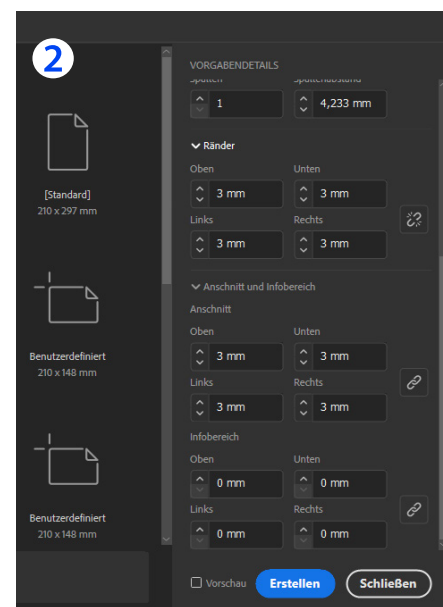 2
VORGABENDETAILS
Spalten Spaltenabstand
1 4,233 mm
Ränder
Oben Unten
3 mm 3 mm
Links Rechts
3 mm 3 mm
Anschnitt und Infobereich
Anschnitt
Oben Unten
3 mm 3 mm
Links Rechts
3 mm 3 mm
Infobereich
Oben Unten
0 mm 0 mm
Links Rechts
0 mm 0 mm
Vorschau Erstellen Schließen
[Standard]
210 x 297 mm
Benutzerdefiniert
210 x 148 mm
Benutzerdefiniert
210 x 148 mm